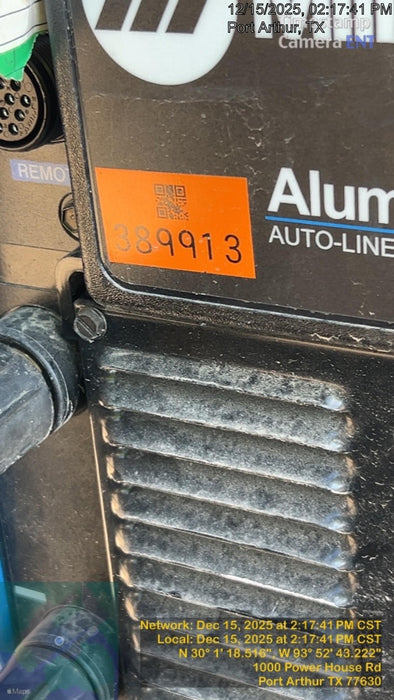 12/15/2025, 02:17:41 PM
Port Arthur, TX
Camera ENT
REMO
389913
Alum
AUTO-LINE
Network: Dec 15, 2025 at 2:17:41 PM CST
Local: Dec 15, 2025 at 2:17:41 PM CST
N 30° 1' 18.516", W 93° 52' 43.222"
1000 Power House Rd
Port Arthur TX 77630
Maps